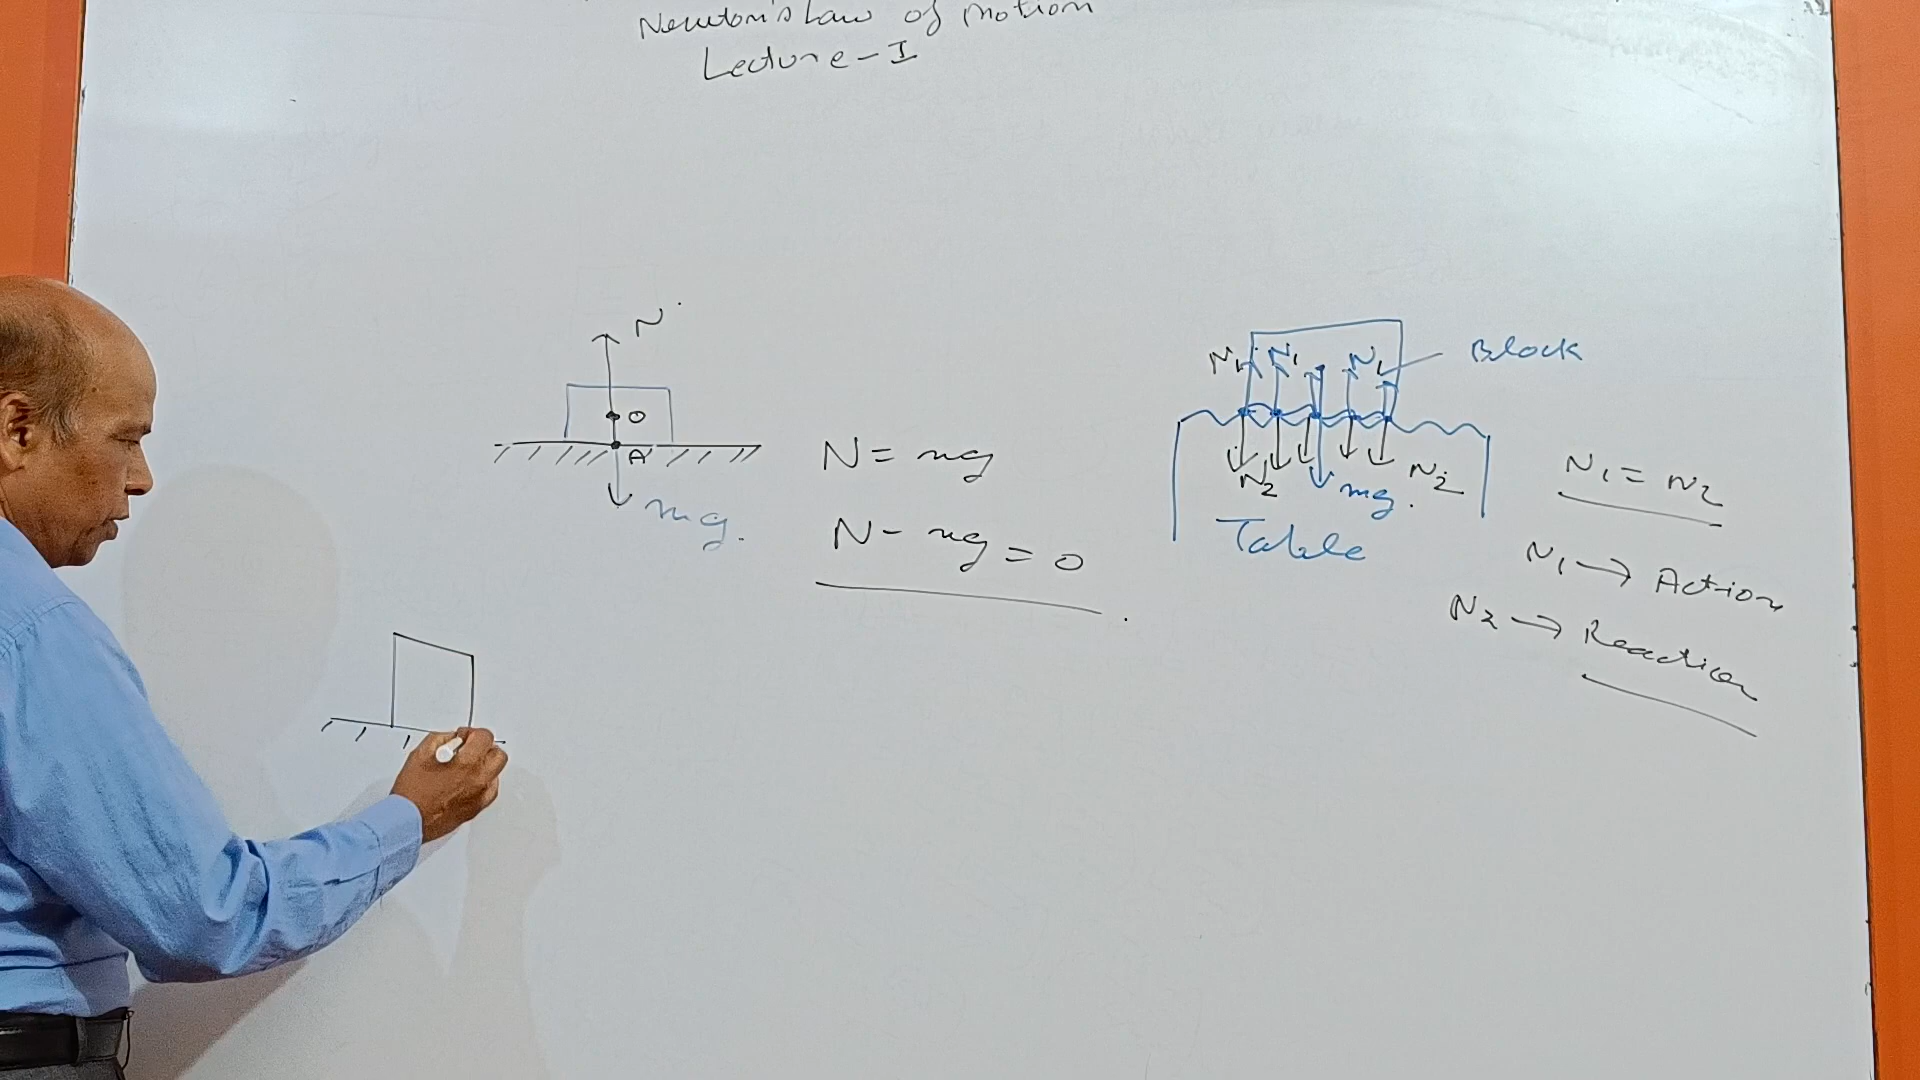 Newton's Law of motion
Lecture - I
N
O
A
mg.
N = mg
N - mg = 0
N1 N1 N1
Block
N2 mg. N2
Table
N1 = N2
N1 → Action
N2 → Reaction